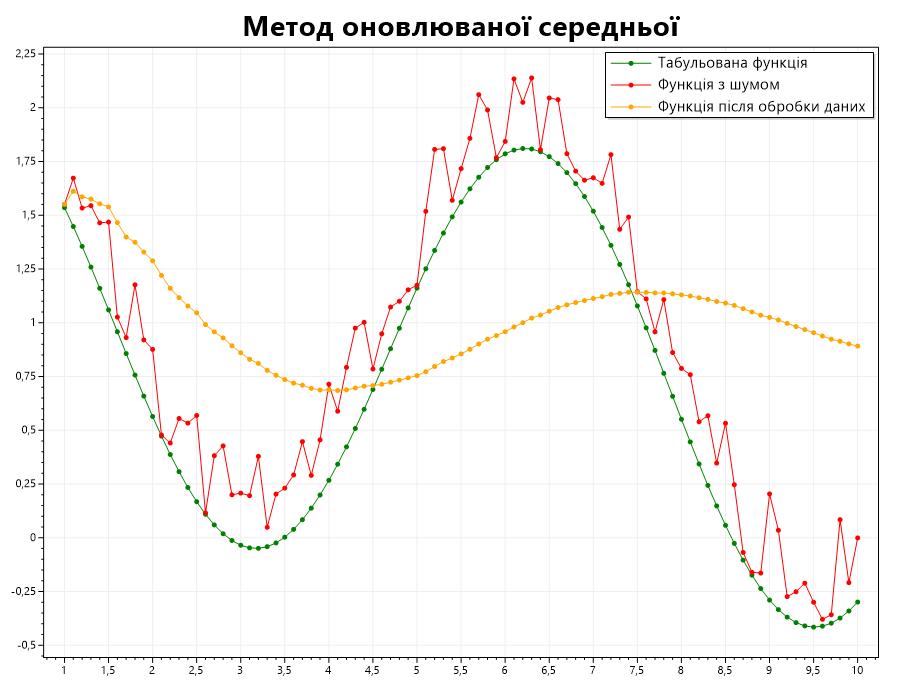 Метод оновлюваної середньої
Табульована функція
Функція з шумом
Функція після обробки даних
2,25
2
1,75
1,5
1,25
1
0,75
0,5
0,25
0
-0,25
-0,5
1 1,5 2 2,5 3 3,5 4 4,5 5 5,5 6 6,5 7 7,5 8 8,5 9 9,5 10